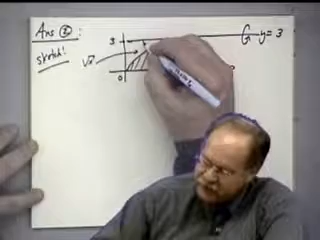 Ans ②:
3
y = 3
sketch!
√x
0